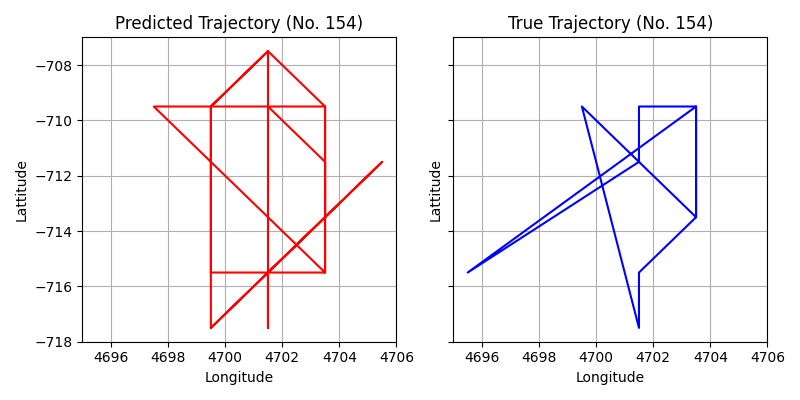 Predicted Trajectory (No. 154)
True Trajectory (No. 154)
−708
−710
−712
−714
−716
−718
Lattitude
Lattitude
4696 4698 4700 4702 4704 4706
4696 4698 4700 4702 4704 4706
Longitude
Longitude